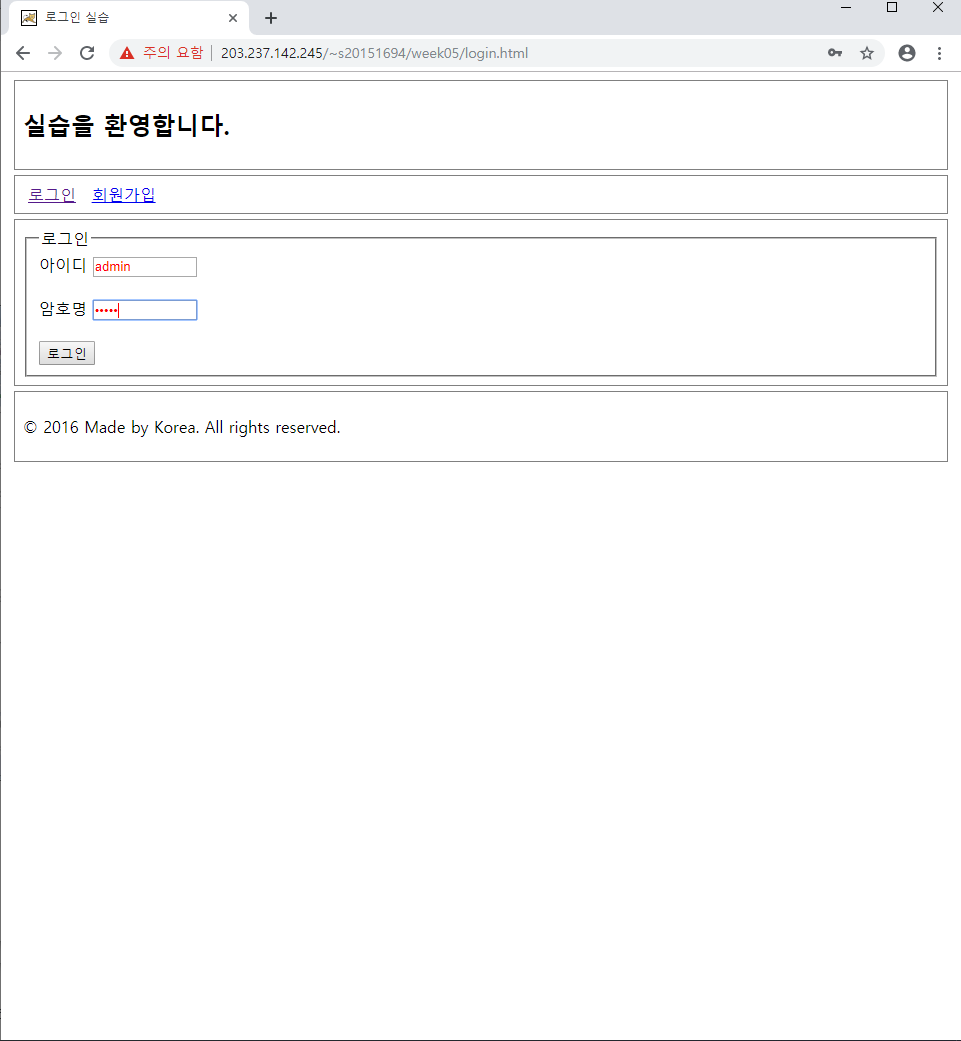 로그인 실습
주의 요함 | 203.237.142.245/~s20151694/week05/login.html
실습을 환영합니다.
로그인 회원가입
로그인
아이디 admin
암호명 •••••
로그인
© 2016 Made by Korea. All rights reserved.